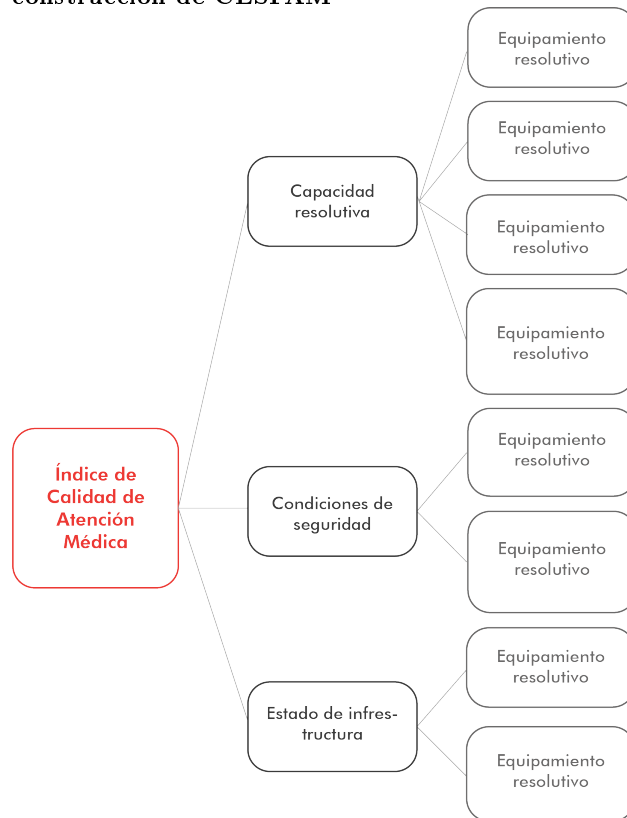 construcción de CESFAM
Equipamiento
resolutivo
Equipamiento
resolutivo
Capacidad
resolutiva
Equipamiento
resolutivo
Equipamiento
resolutivo
Índice de
Calidad de
Atención
Médica
Equipamiento
resolutivo
Condiciones de
seguridad
Equipamiento
resolutivo
Equipamiento
resolutivo
Estado de infres-
tructura
Equipamiento
resolutivo